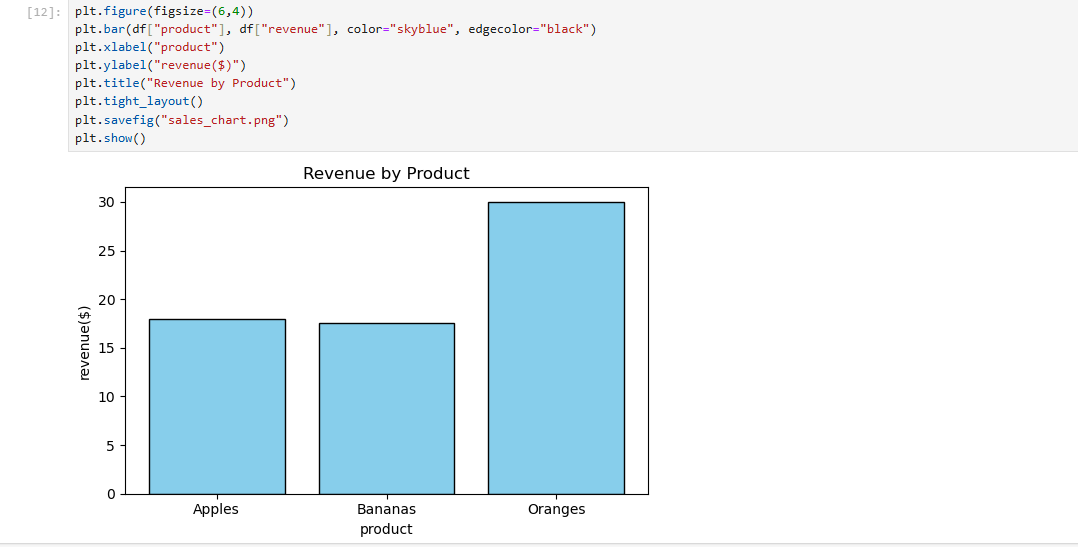 [12]:
plt.figure(figsize=(6,4))
plt.bar(df["product"], df["revenue"], color="skyblue", edgecolor="black")
plt.xlabel("product")
plt.ylabel("revenue($)")
plt.title("Revenue by Product")
plt.tight_layout()
plt.savefig("sales_chart.png")
plt.show()
Revenue by Product
30
25
20
15
10
5
0
revenue($)
Apples Bananas Oranges
product